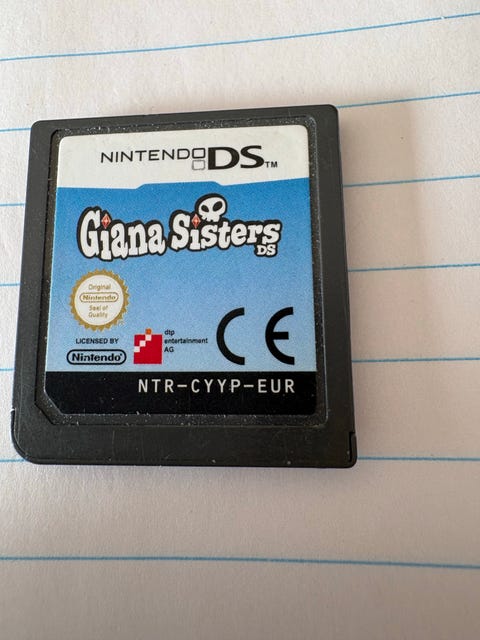 NINTENDO DS TM
Giana Sisters
DS
Original
Nintendo
Seal of
Quality
LICENSED BY
Nintendo
dtp
entertainment
AG
CE
NTR-CYYP-EUR